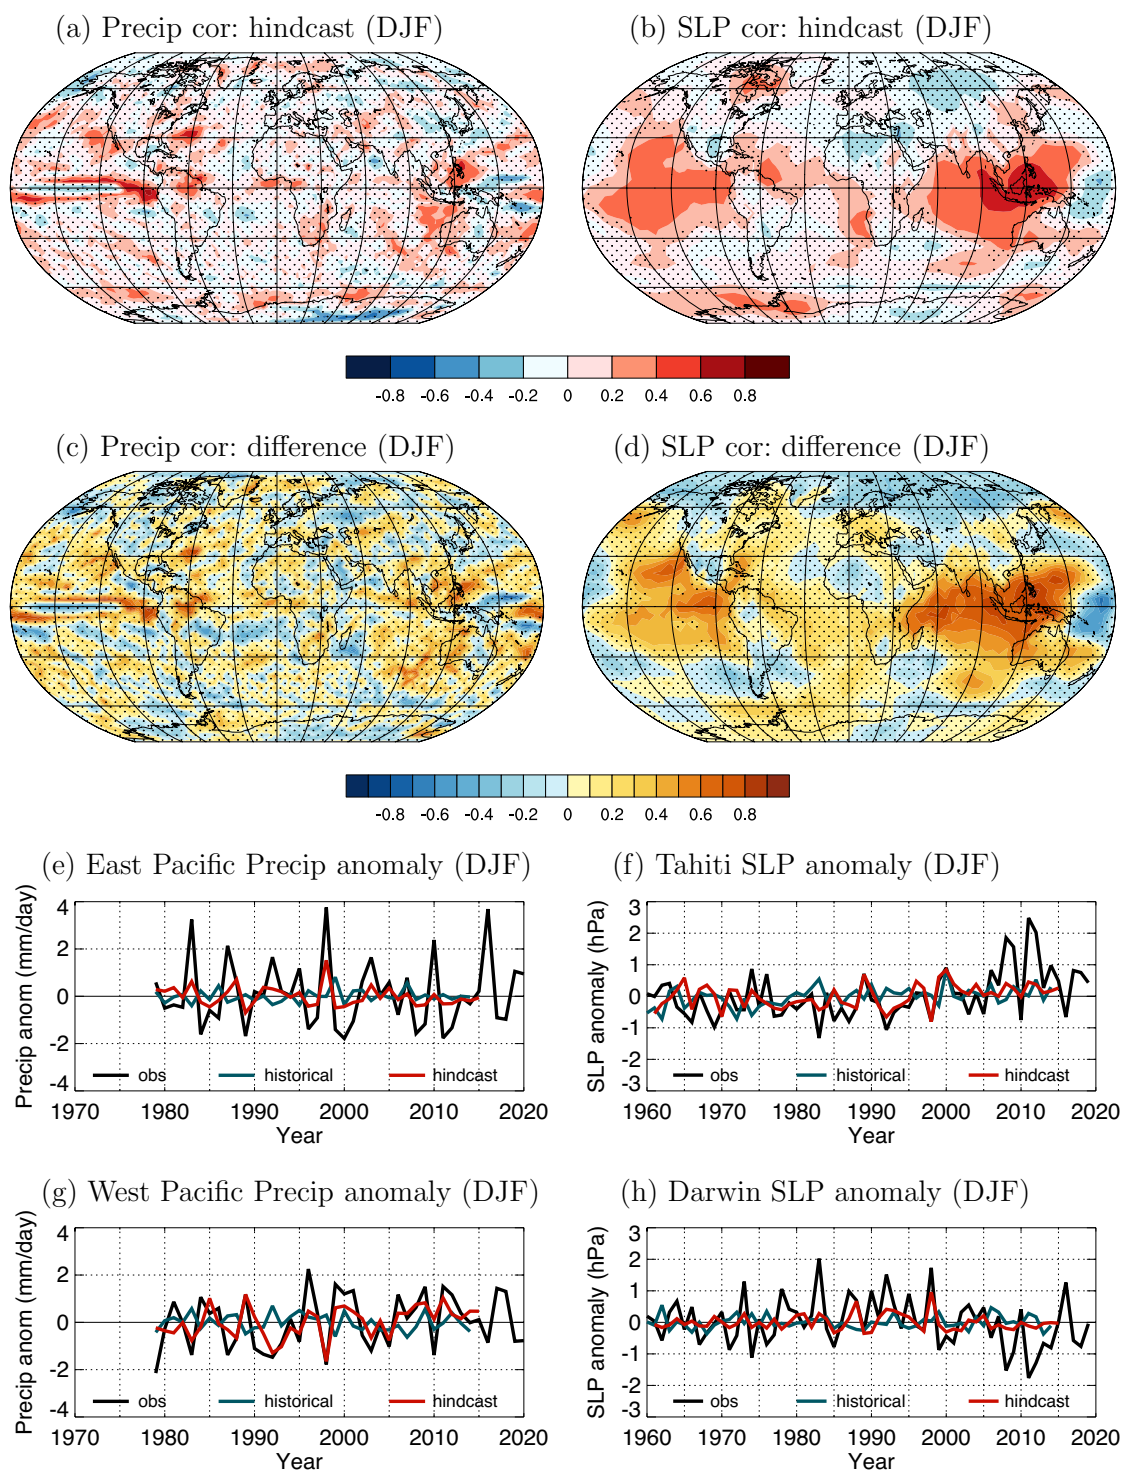 (a) Precip cor: hindcast (DJF)
(b) SLP cor: hindcast (DJF)
-0.8 -0.6 -0.4 -0.2 0 0.2 0.4 0.6 0.8
(c) Precip cor: difference (DJF)
(d) SLP cor: difference (DJF)
-0.8 -0.6 -0.4 -0.2 0 0.2 0.4 0.6 0.8
(e) East Pacific Precip anomaly (DJF)
Precip anom (mm/day)
4
2
0
-2
-4
obs historical hindcast
1970 1980 1990 2000 2010 2020
Year
(f) Tahiti SLP anomaly (DJF)
SLP anomaly (hPa)
3
2
1
0
-1
-2
-3
obs historical hindcast
1960 1970 1980 1990 2000 2010 2020
Year
(g) West Pacific Precip anomaly (DJF)
Precip anom (mm/day)
4
2
0
-2
-4
obs historical hindcast
1970 1980 1990 2000 2010 2020
Year
(h) Darwin SLP anomaly (DJF)
SLP anomaly (hPa)
3
2
1
0
-1
-2
-3
obs historical hindcast
1960 1970 1980 1990 2000 2010 2020
Year